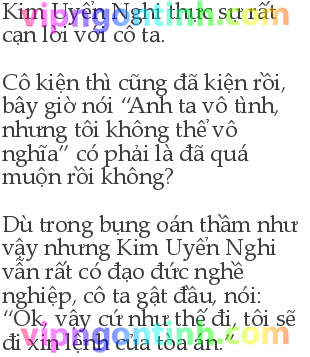 Kim Uyển Nghi thực sự rất
cạn lời với cô ta.
Cô kiện thì cũng đã kiện rồi,
bây giờ nói “Anh ta vô tình,
nhưng tôi không thể vô
nghĩa” có phải là đã quá
muộn rồi không?
Dù trong bụng oán thầm như
vậy nhưng Kim Uyển Nghi
vẫn rất có đạo đức nghề
nghiệp, cô ta gật đầu, nói:
“Ok, vậy cứ như thế đi, tôi sẽ
đi xin lệnh của tòa án.”
vipngontinh.com
vipngontinh.com